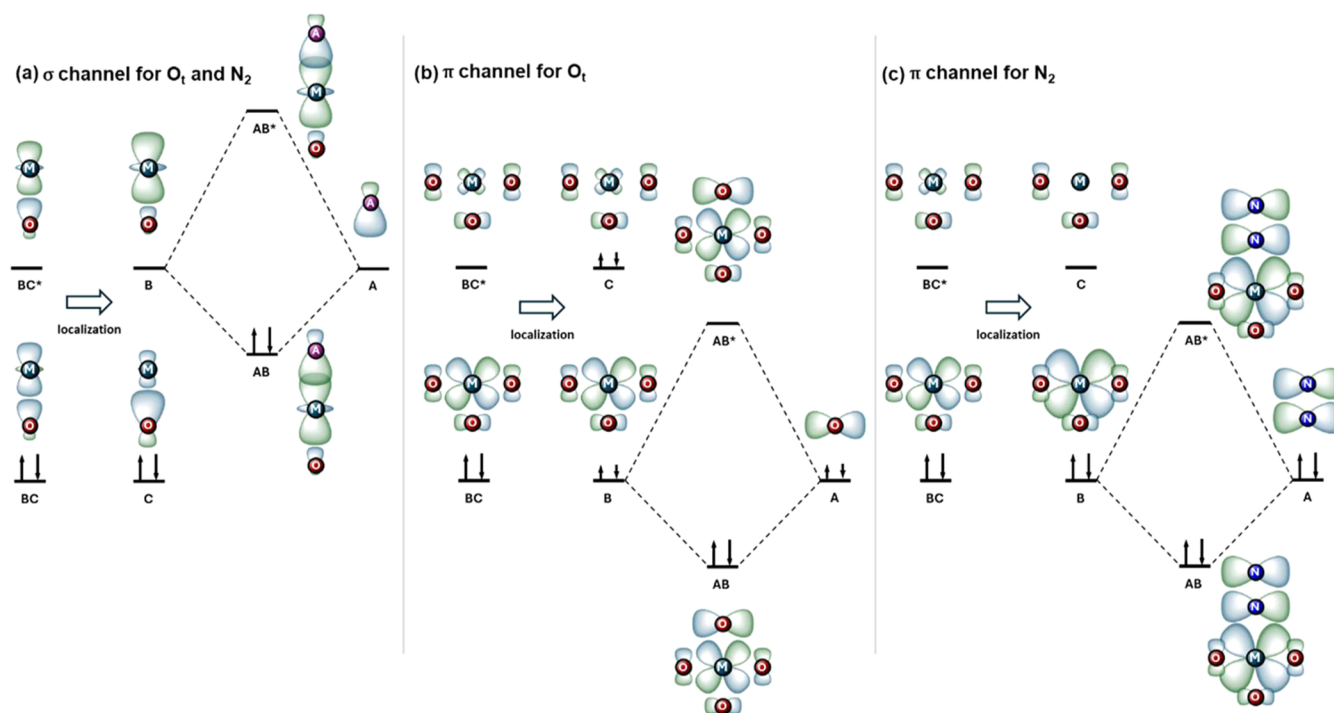 (a) σ channel for Oₜ and N₂
A
M
AB*
O
M
O
M
O
A
BC*
B
A
localization
M
O
M
O
A
AB
M
O
BC
C
(b) π channel for Oₜ
O M O
O
O M O
O
O
O M O
O
BC*
C
localization
AB*
O M O
O
O M O
O
O
BC
B
A
AB
O
O M O
O
(c) π channel for N₂
O M O
O
O M O
O
N
N
O M O
O
BC*
C
localization
AB*
O M O
O
M
O
N
N
BC
B
A
AB
N
N
O M O
O